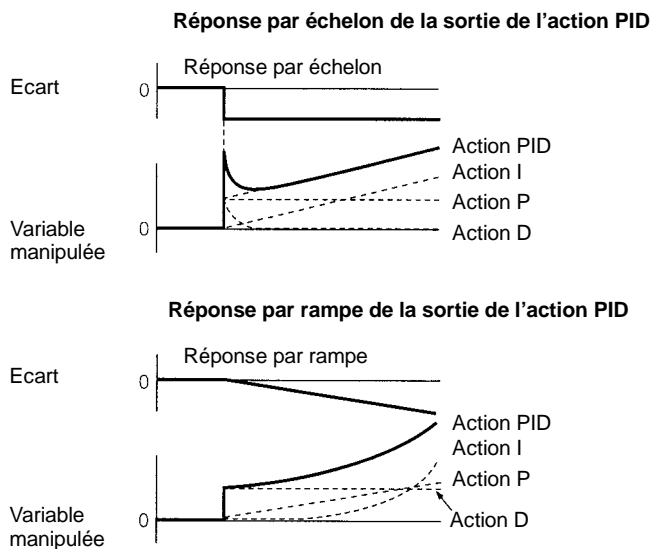 Réponse par échelon de la sortie de l'action PID
Réponse par échelon
Ecart
0
Action PID
Action I
Action P
Action D
Variable
manipulée
0
Réponse par rampe de la sortie de l'action PID
Réponse par rampe
Ecart
0
Action PID
Action I
Action P
Action D
Variable
manipulée
0